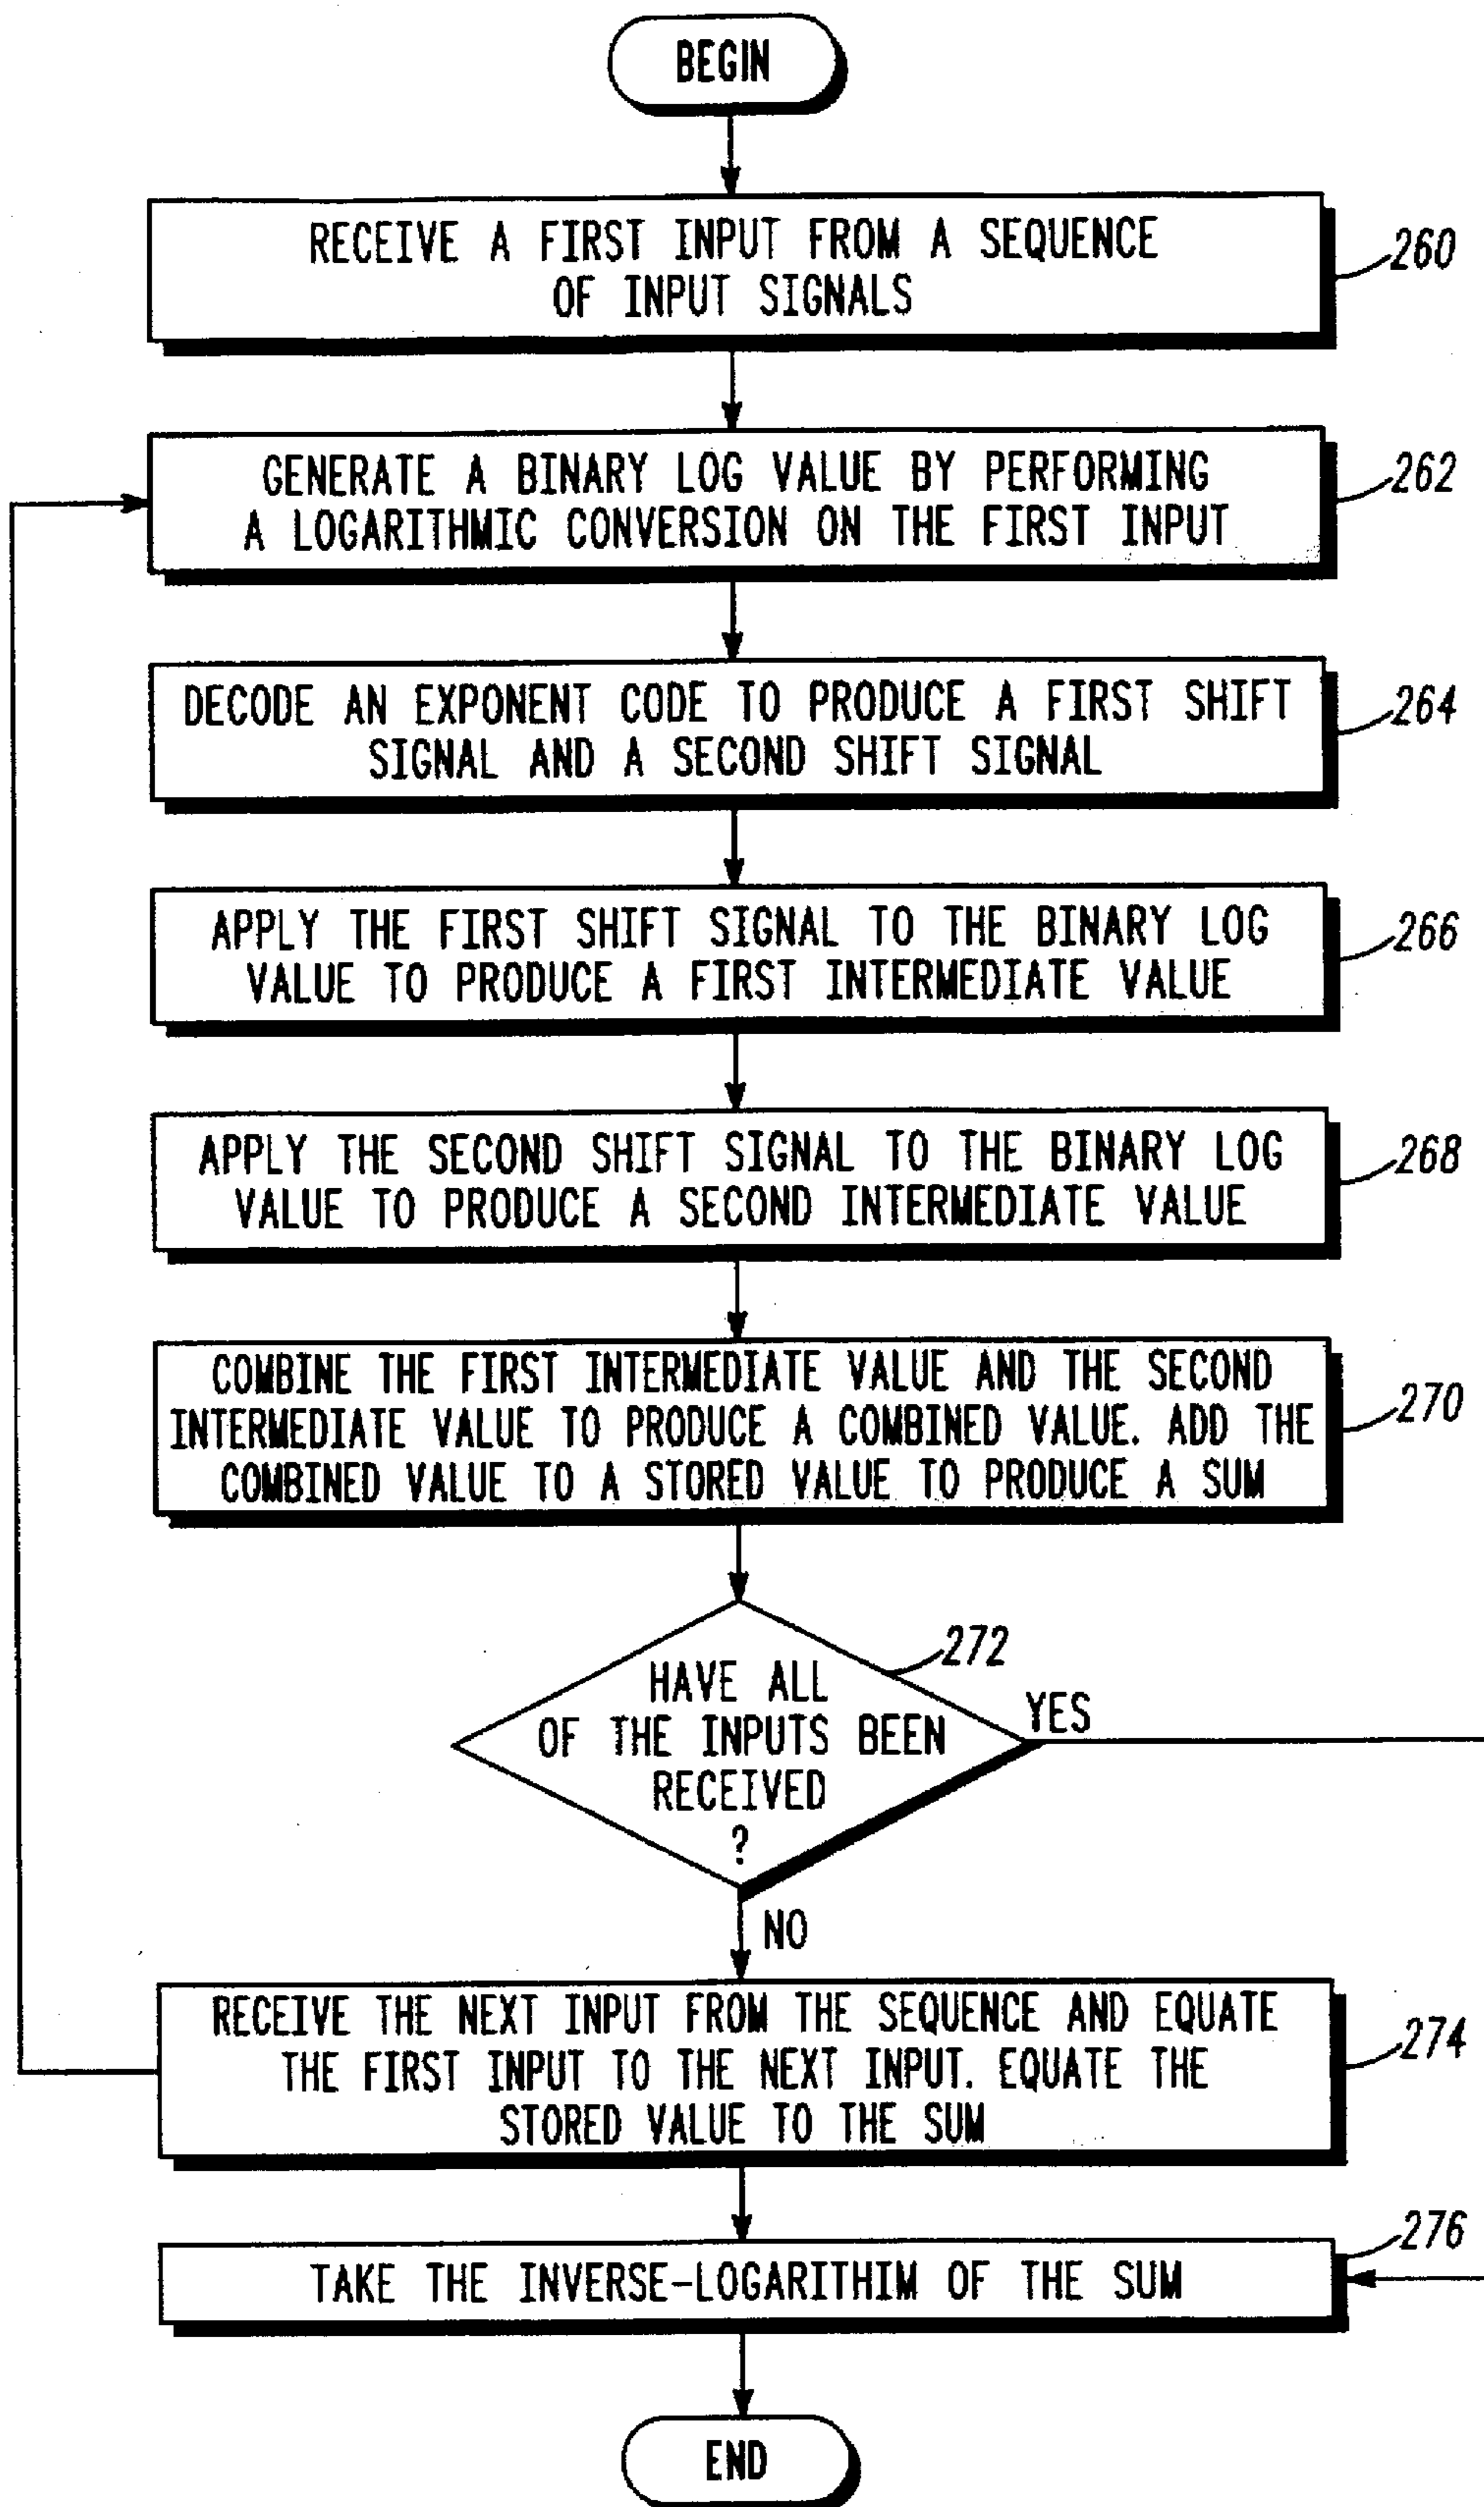 BEGIN
RECEIVE A FIRST INPUT FROM A SEQUENCE
OF INPUT SIGNALS
260
GENERATE A BINARY LOG VALUE BY PERFORMING
A LOGARITHMIC CONVERSION ON THE FIRST INPUT
262
DECODE AN EXPONENT CODE TO PRODUCE A FIRST SHIFT
SIGNAL AND A SECOND SHIFT SIGNAL
264
APPLY THE FIRST SHIFT SIGNAL TO THE BINARY LOG
VALUE TO PRODUCE A FIRST INTERMEDIATE VALUE
266
APPLY THE SECOND SHIFT SIGNAL TO THE BINARY LOG
VALUE TO PRODUCE A SECOND INTERMEDIATE VALUE
268
COMBINE THE FIRST INTERMEDIATE VALUE AND THE SECOND
INTERMEDIATE VALUE TO PRODUCE A COMBINED VALUE. ADD THE
COMBINED VALUE TO A STORED VALUE TO PRODUCE A SUM
270
272
HAVE ALL
OF THE INPUTS BEEN
RECEIVED
?
YES
NO
RECEIVE THE NEXT INPUT FROM THE SEQUENCE AND EQUATE
THE FIRST INPUT TO THE NEXT INPUT. EQUATE THE
STORED VALUE TO THE SUM
274
276
TAKE THE INVERSE-LOGARITHIM OF THE SUM
END